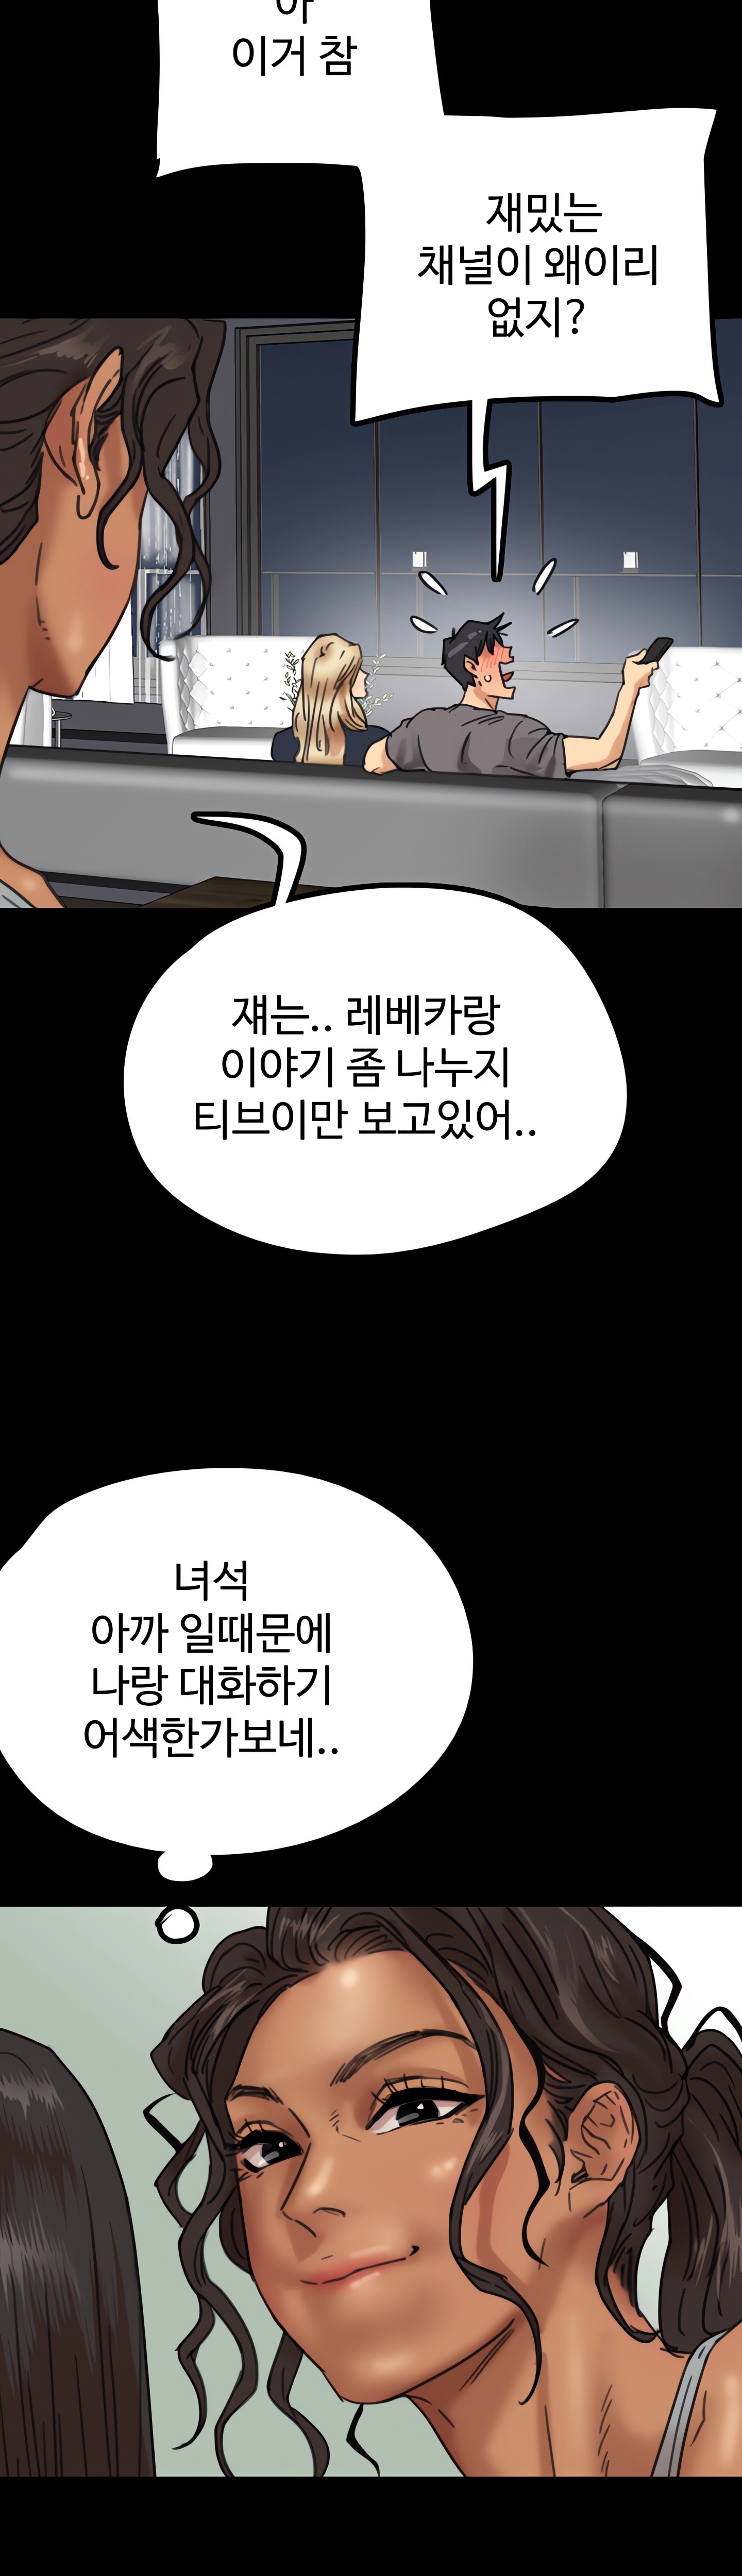 아
이거 참
재밌는
채널이 왜이리
없지?
쟤는.. 레베카랑
이야기 좀 나누지
티브이만 보고있어..
녀석
아까 일때문에
나랑 대화하기
어색한가보네..